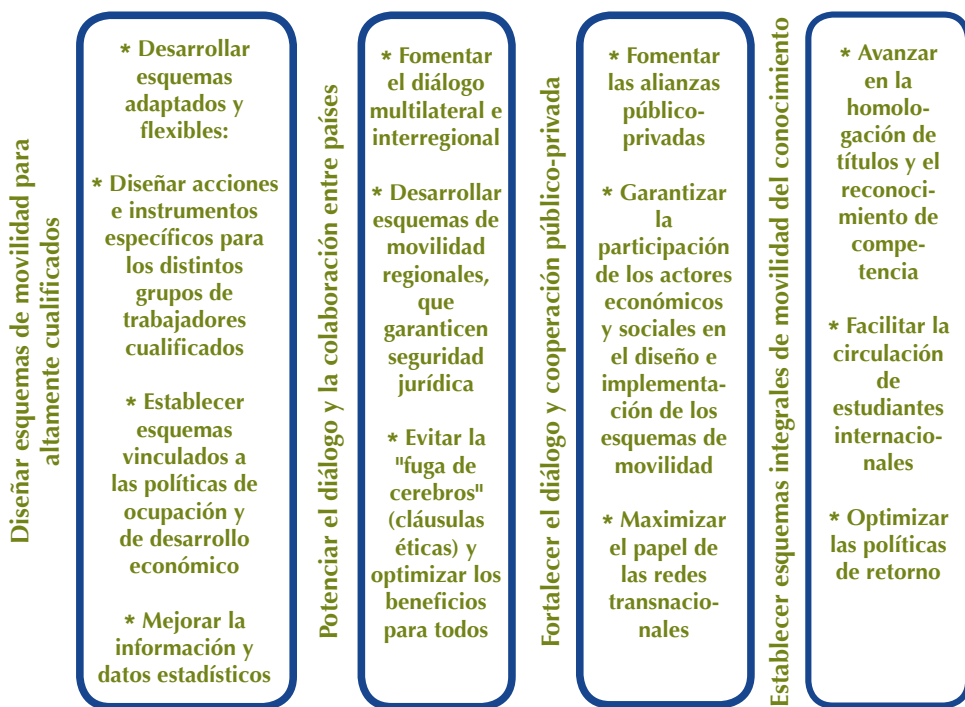 Diseñar esquemas de movilidad para
altamente cualificados
* Desarrollar
esquemas
adaptados y
flexibles:
* Diseñar acciones
e instrumentos
específicos para
los distintos
grupos de
trabajadores
cualificados
* Establecer
esquemas
vinculados a
las políticas de
ocupación y
de desarrollo
económico
* Mejorar la
información y
datos estadísticos
Potenciar el diálogo y la colaboración entre países
* Fomentar
el diálogo
multilateral e
interregional
* Desarrollar
esquemas de
movilidad
regionales,
que
garanticen
seguridad
jurídica
* Evitar la
"fuga de
cerebros"
(cláusulas
éticas) y
optimizar los
beneficios
para todos
Fortalecer el diálogo y cooperación público-privada
* Fomentar
las alianzas
público-
privadas
* Garantizar
la
participación
de los actores
económicos
y sociales en
el diseño e
implementa-
ción de los
esquemas de
movilidad
* Maximizar
el papel de
las redes
transnacio-
nales
Establecer esquemas integrales de movilidad del conocimiento
* Avanzar
en la
homolo-
gación de
títulos y el
reconoci-
miento de
compe-
tencia
* Facilitar la
circulación
de
estudiantes
internacio-
nales
* Optimizar
las políticas
de retorno